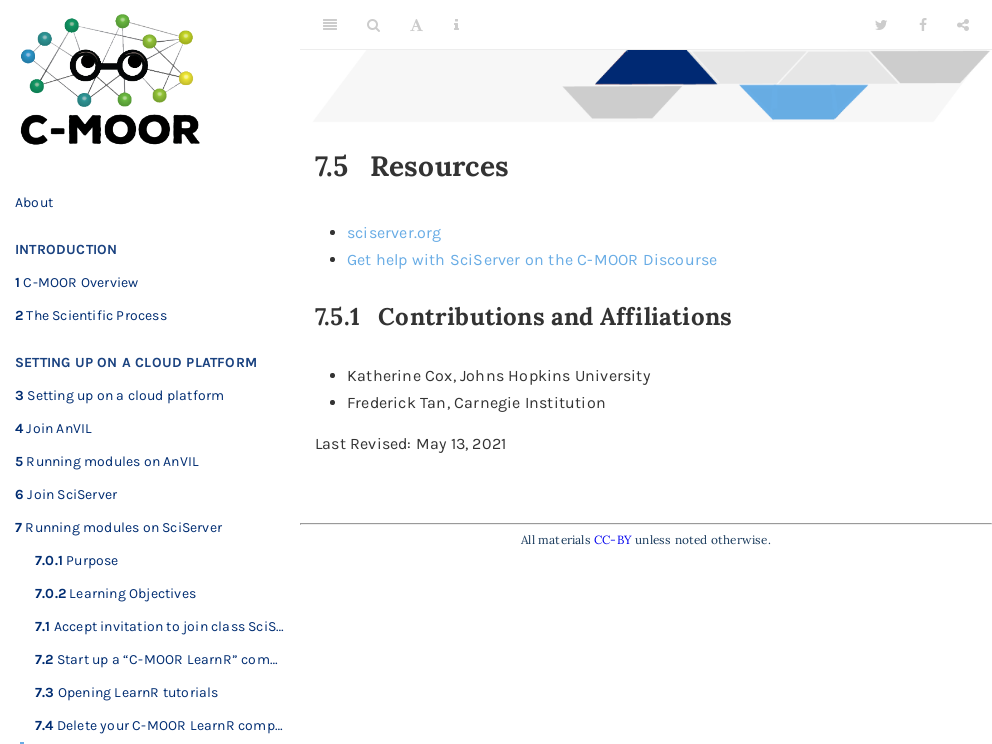 C-MOOR
About
INTRODUCTION
1 C-MOOR Overview
2 The Scientific Process
SETTING UP ON A CLOUD PLATFORM
3 Setting up on a cloud platform
4 Join AnVIL
5 Running modules on AnVIL
6 Join SciServer
7 Running modules on SciServer
7.0.1 Purpose
7.0.2 Learning Objectives
7.1 Accept invitation to join class SciS…
7.2 Start up a “C-MOOR LearnR” com…
7.3 Opening LearnR tutorials
7.4 Delete your C-MOOR LearnR comp…
7.5 Resources
sciserver.org
Get help with SciServer on the C-MOOR Discourse
7.5.1 Contributions and Affiliations
Katherine Cox, Johns Hopkins University
Frederick Tan, Carnegie Institution
Last Revised: May 13, 2021
All materials CC-BY unless noted otherwise.